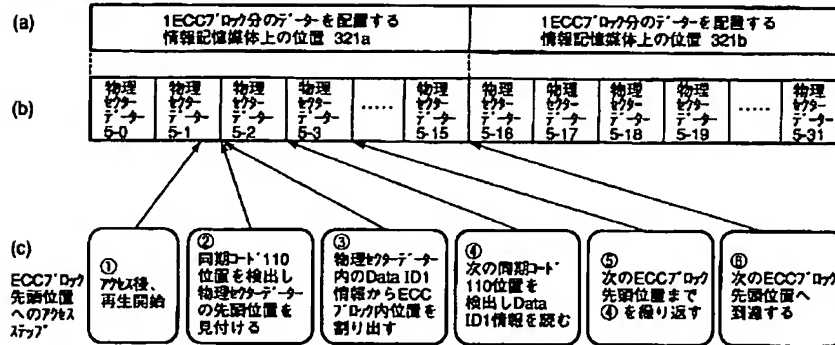 (a)
1ECCブロック分のデーターを配置する
情報記憶媒体上の位置 321a
1ECCブロック分のデーターを配置する
情報記憶媒体上の位置 321b
(b)
物理
セクター
データー
5-0
物理
セクター
データー
5-1
物理
セクター
データー
5-2
物理
セクター
データー
5-3
……
物理
セクター
データー
5-15
物理
セクター
データー
5-16
物理
セクター
データー
5-17
物理
セクター
データー
5-18
物理
セクター
データー
5-19
……
物理
セクター
データー
5-31
(c)
ECCブロック
先頭位置
へのアクセス
ステップ
①
アクセス後、
再生開始
②
同期コード110
位置を検出し
物理セクターデーター
の先頭位置を
見付ける
③
物理セクターデーター
内のData ID1
情報からECC
ブロック内位置を
割り出す
④
次の同期コード
110位置を
検出しData
ID1情報を読む
⑤
次のECCブロック
先頭位置まで
④を繰り返す
⑥
次のECCブロック
先頭位置へ
到達する